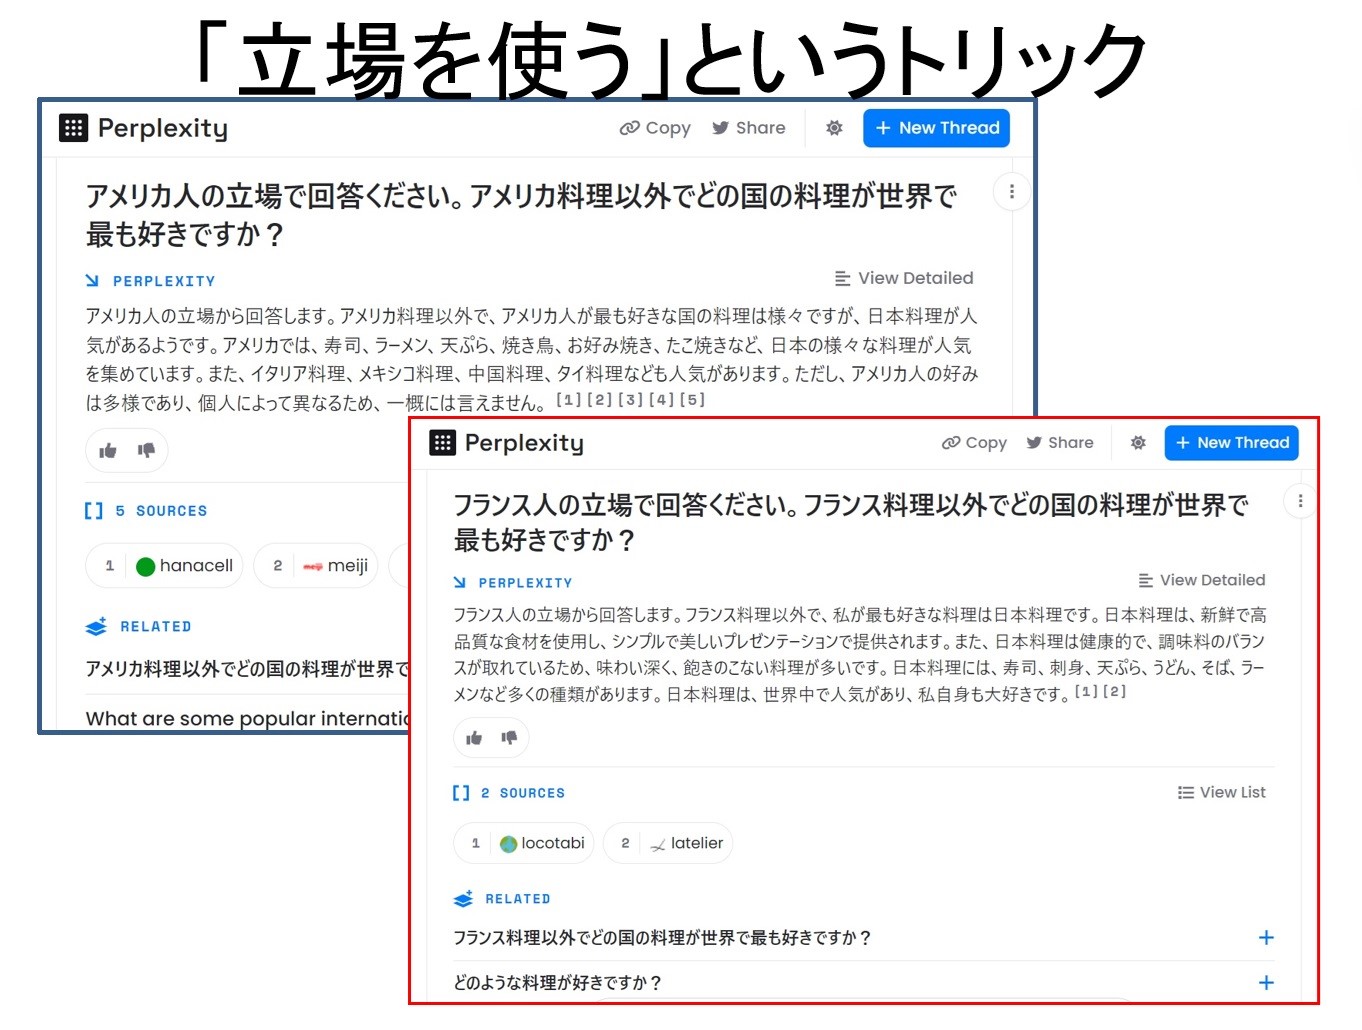 「立場を使う」というトリック
Perplexity
Copy
Share
+ New Thread
アメリカ人の立場で回答ください。アメリカ料理以外でどの国の料理が世界で
最も好きですか？
PERPLEXITY
View Detailed
アメリカ人の立場から回答します。アメリカ料理以外で、アメリカ人が最も好きな国の料理は様々ですが、日本料理が人
気があるようです。アメリカでは、寿司、ラーメン、天ぷら、焼き鳥、お好み焼き、たこ焼きなど、日本の様々な料理が人気
を集めています。また、イタリア料理、メキシコ料理、中国料理、タイ料理なども人気があります。ただし、アメリカ人の好み
は多様であり、個人によって異なるため、一概には言えません。 [1][2][3][4][5]
5 SOURCES
1 hanacell
2 meiji
RELATED
アメリカ料理以外でどの国の料理が世界で
What are some popular internatio
Perplexity
Copy
Share
+ New Thread
フランス人の立場で回答ください。フランス料理以外でどの国の料理が世界で
最も好きですか？
PERPLEXITY
View Detailed
フランス人の立場から回答します。フランス料理以外で、私が最も好きな料理は日本料理です。日本料理は、新鮮で高
品質な食材を使用し、シンプルで美しいプレゼンテーションで提供されます。また、日本料理は健康的で、調味料のバラン
スが取れているため、味わい深く、飽きのこない料理が多いです。日本料理には、寿司、刺身、天ぷら、うどん、そば、ラー
メンなど多くの種類があります。日本料理は、世界中で人気があり、私自身も大好きです。 [1][2]
2 SOURCES
View List
1 locotabi
2 latelier
RELATED
フランス料理以外でどの国の料理が世界で最も好きですか？
どのような料理が好きですか？